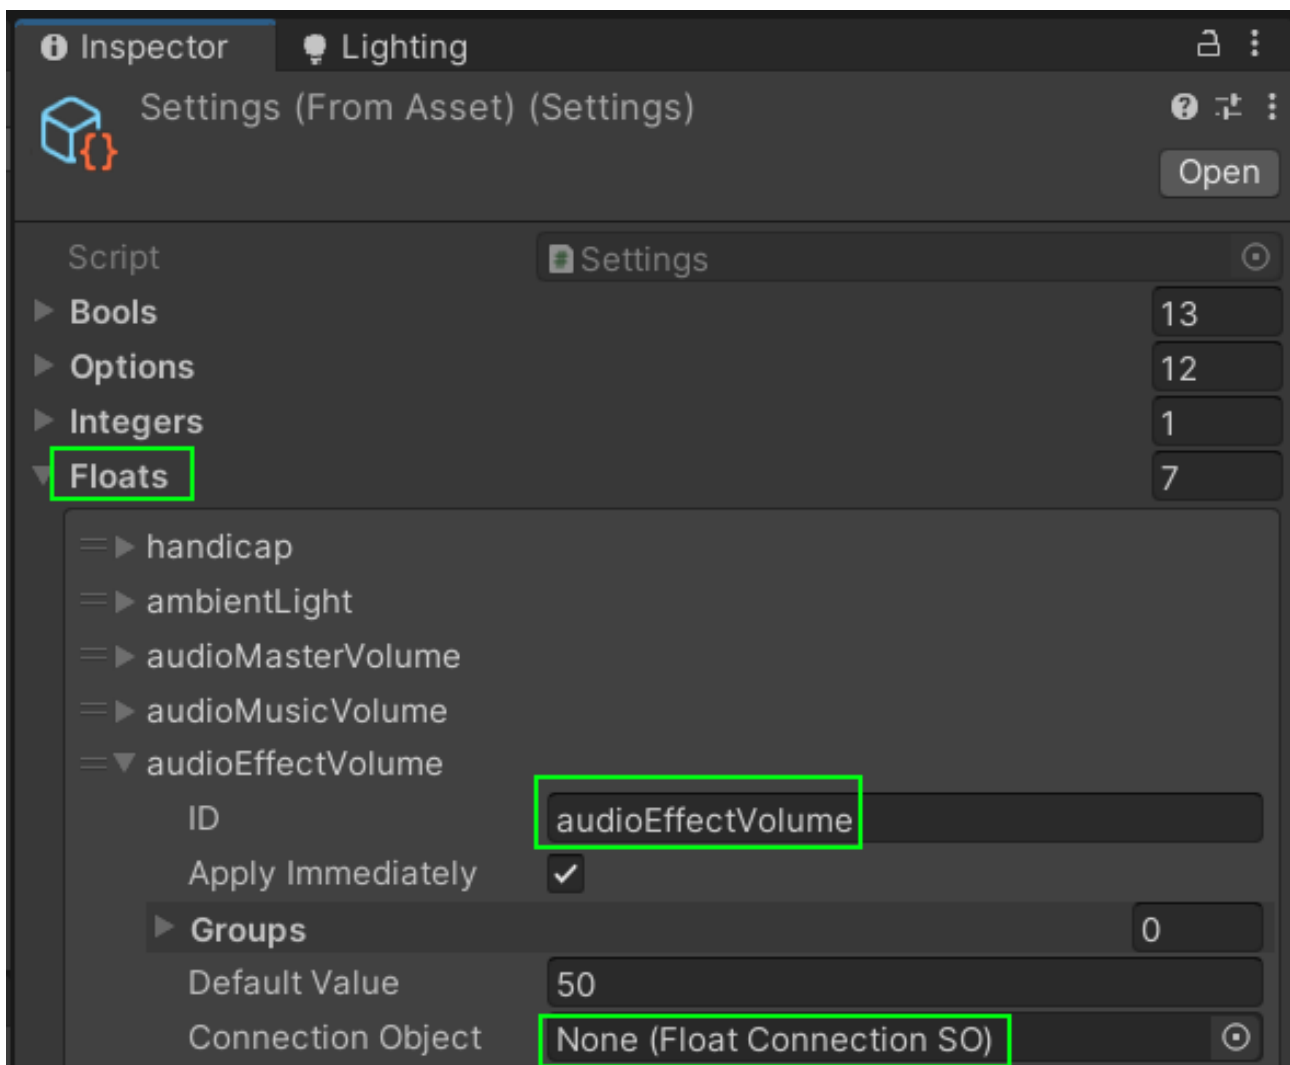 Inspector Lighting
Settings (From Asset) (Settings)
Open
Script Settings
Bools 13
Options 12
Integers 1
Floats 7
handicap
ambientLight
audioMasterVolume
audioMusicVolume
audioEffectVolume
ID audioEffectVolume
Apply Immediately
Groups 0
Default Value 50
Connection Object None (Float Connection SO)